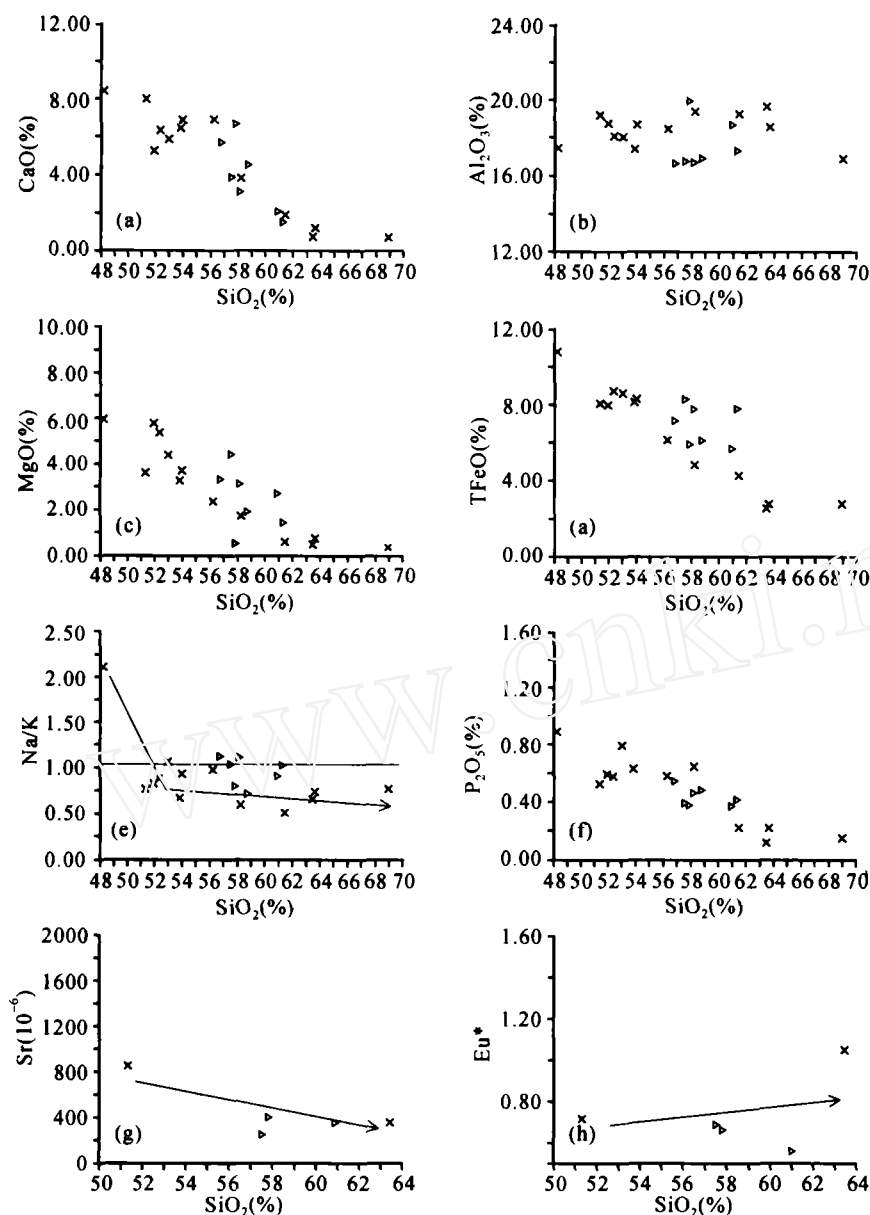 12.00
8.00
4.00
0.00
CaO(%)
(a)
48 50 52 54 56 58 60 62 64 66 68 70
SiO₂(%)
24.00
20.00
16.00
12.00
Al₂O₃(%)
(b)
48 50 52 54 56 58 60 62 64 66 68 70
SiO₂(%)
10.00
8.00
6.00
4.00
2.00
0.00
MgO(%)
(c)
48 50 52 54 56 58 60 62 64 66 68 70
SiO₂(%)
12.00
8.00
4.00
0.00
TFeO(%)
(a)
48 50 52 54 56 58 60 62 64 66 68 70
SiO₂(%)
2.50
2.00
1.50
1.00
0.50
0.00
Na/K
(e)
48 50 52 54 56 58 60 62 64 66 68 70
SiO₂(%)
1.60
1.20
0.80
0.40
0.00
P₂O₅(%)
(f)
48 50 52 54 56 58 60 62 64 66 68 70
SiO₂(%)
2000
1600
1200
800
400
0
Sr(10⁻⁶)
(g)
50 52 54 56 58 60 62 64
SiO₂(%)
1.60
1.20
0.80
Eu*
(h)
50 52 54 56 58 60 62 64
SiO₂(%)
www.cnki.n